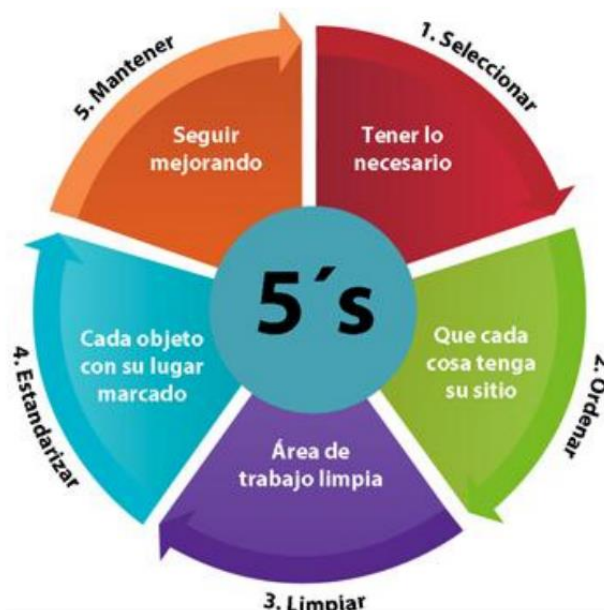 5´s
1. Seleccionar
Tener lo
necesario
2. Ordenar
Que cada
cosa tenga
su sitio
3. Limpiar
Área de
trabajo limpia
4. Estandarizar
Cada objeto
con su lugar
marcado
5. Mantener
Seguir
mejorando